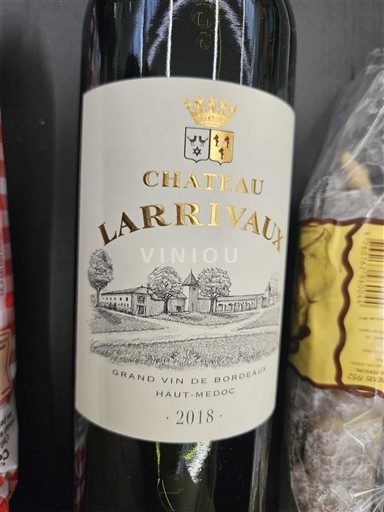 CHATEAU
LARRIVAUX
VINIOU
GRAND VIN DE BORDEAUX
HAUT-MEDOC
· 2018 ·